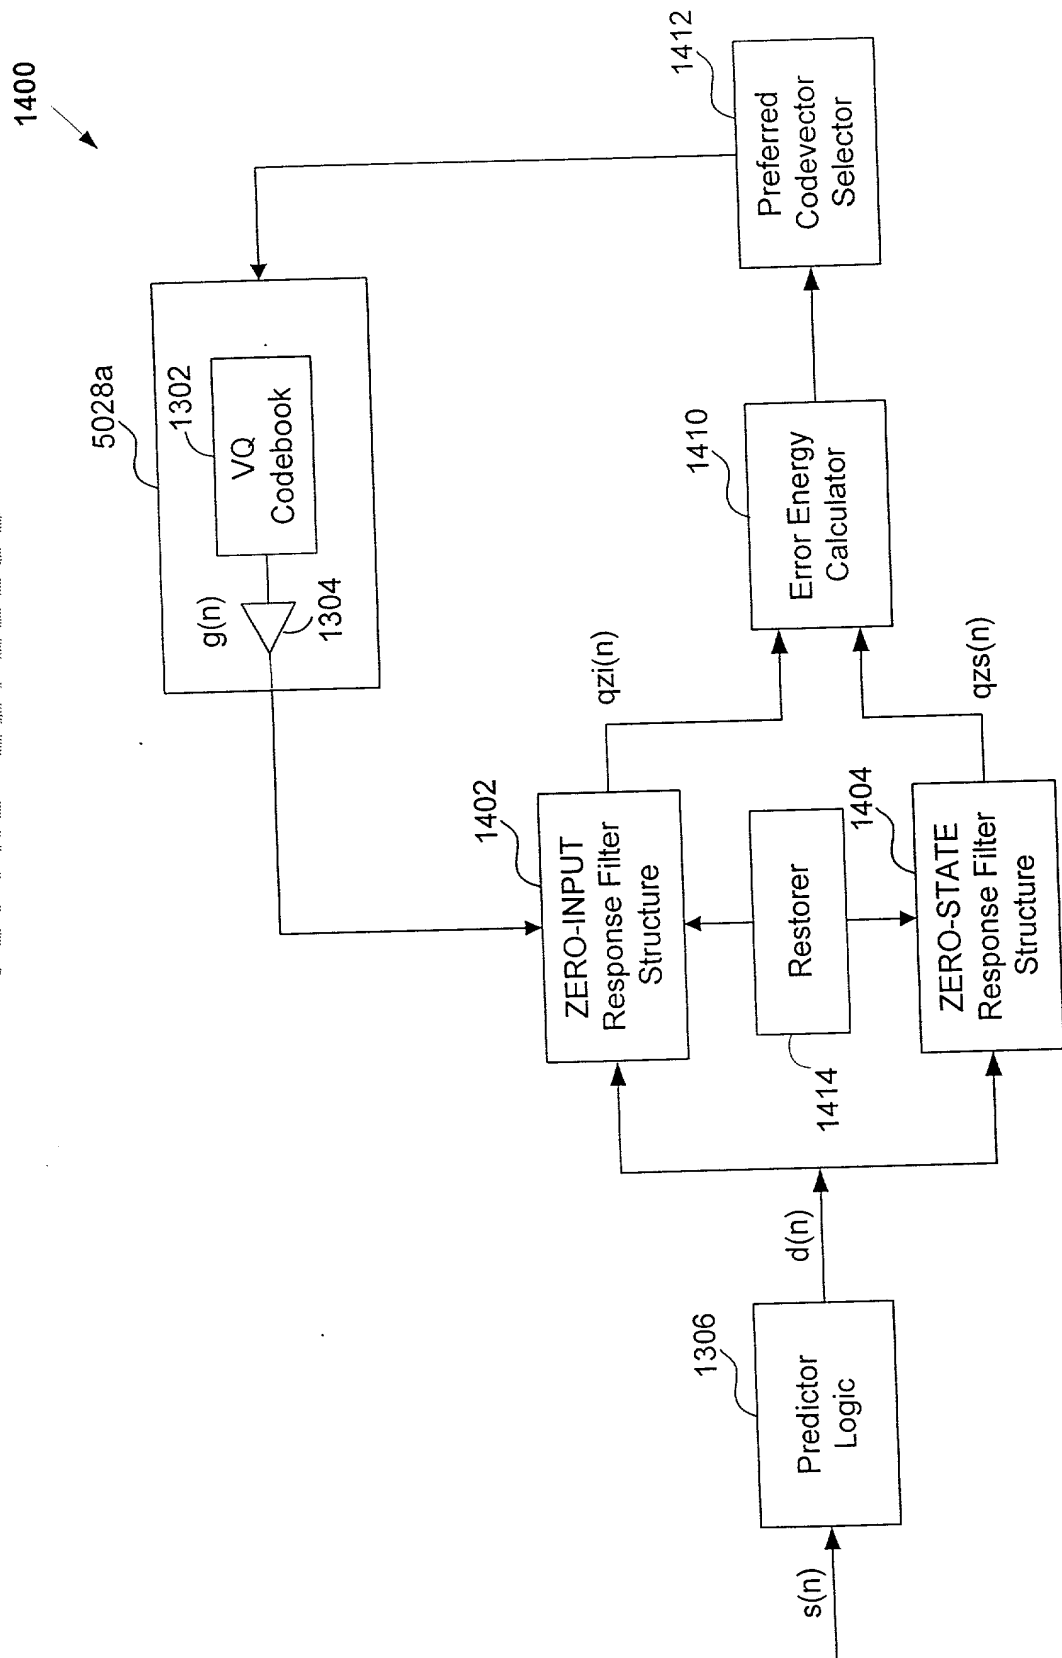 1400
5028a
1302
VQ
Codebook
g(n)
1304
1412
Preferred
Codevector
Selector
1410
Error Energy
Calculator
qzi(n)
qzs(n)
1402
ZERO-INPUT
Response Filter
Structure
Restorer
1414
1404
ZERO-STATE
Response Filter
Structure
d(n)
1306
Predictor
Logic
s(n)